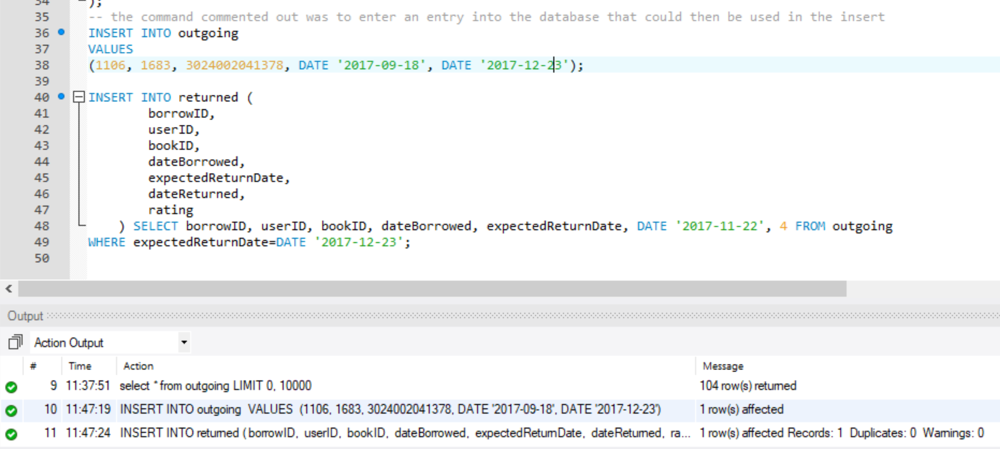 34 );
35 -- the command commented out was to enter an entry into the database that could then be used in the insert
36 INSERT INTO outgoing
37 VALUES
38 (1106, 1683, 3024002041378, DATE '2017-09-18', DATE '2017-12-23');
39
40 INSERT INTO returned (
41 borrowID,
42 userID,
43 bookID,
44 dateBorrowed,
45 expectedReturnDate,
46 dateReturned,
47 rating
48 ) SELECT borrowID, userID, bookID, dateBorrowed, expectedReturnDate, DATE '2017-11-22', 4 FROM outgoing
49 WHERE expectedReturnDate=DATE '2017-12-23';
50
Output
Action Output
# Time Action Message
9 11:37:51 select * from outgoing LIMIT 0, 10000 104 row(s) returned
10 11:47:19 INSERT INTO outgoing VALUES (1106, 1683, 3024002041378, DATE '2017-09-18', DATE '2017-12-23') 1 row(s) affected
11 11:47:24 INSERT INTO returned ( borrowID, userID, bookID, dateBorrowed, expectedReturnDate, dateReturned, ra... 1 row(s) affected Records: 1 Duplicates: 0 Warnings: 0